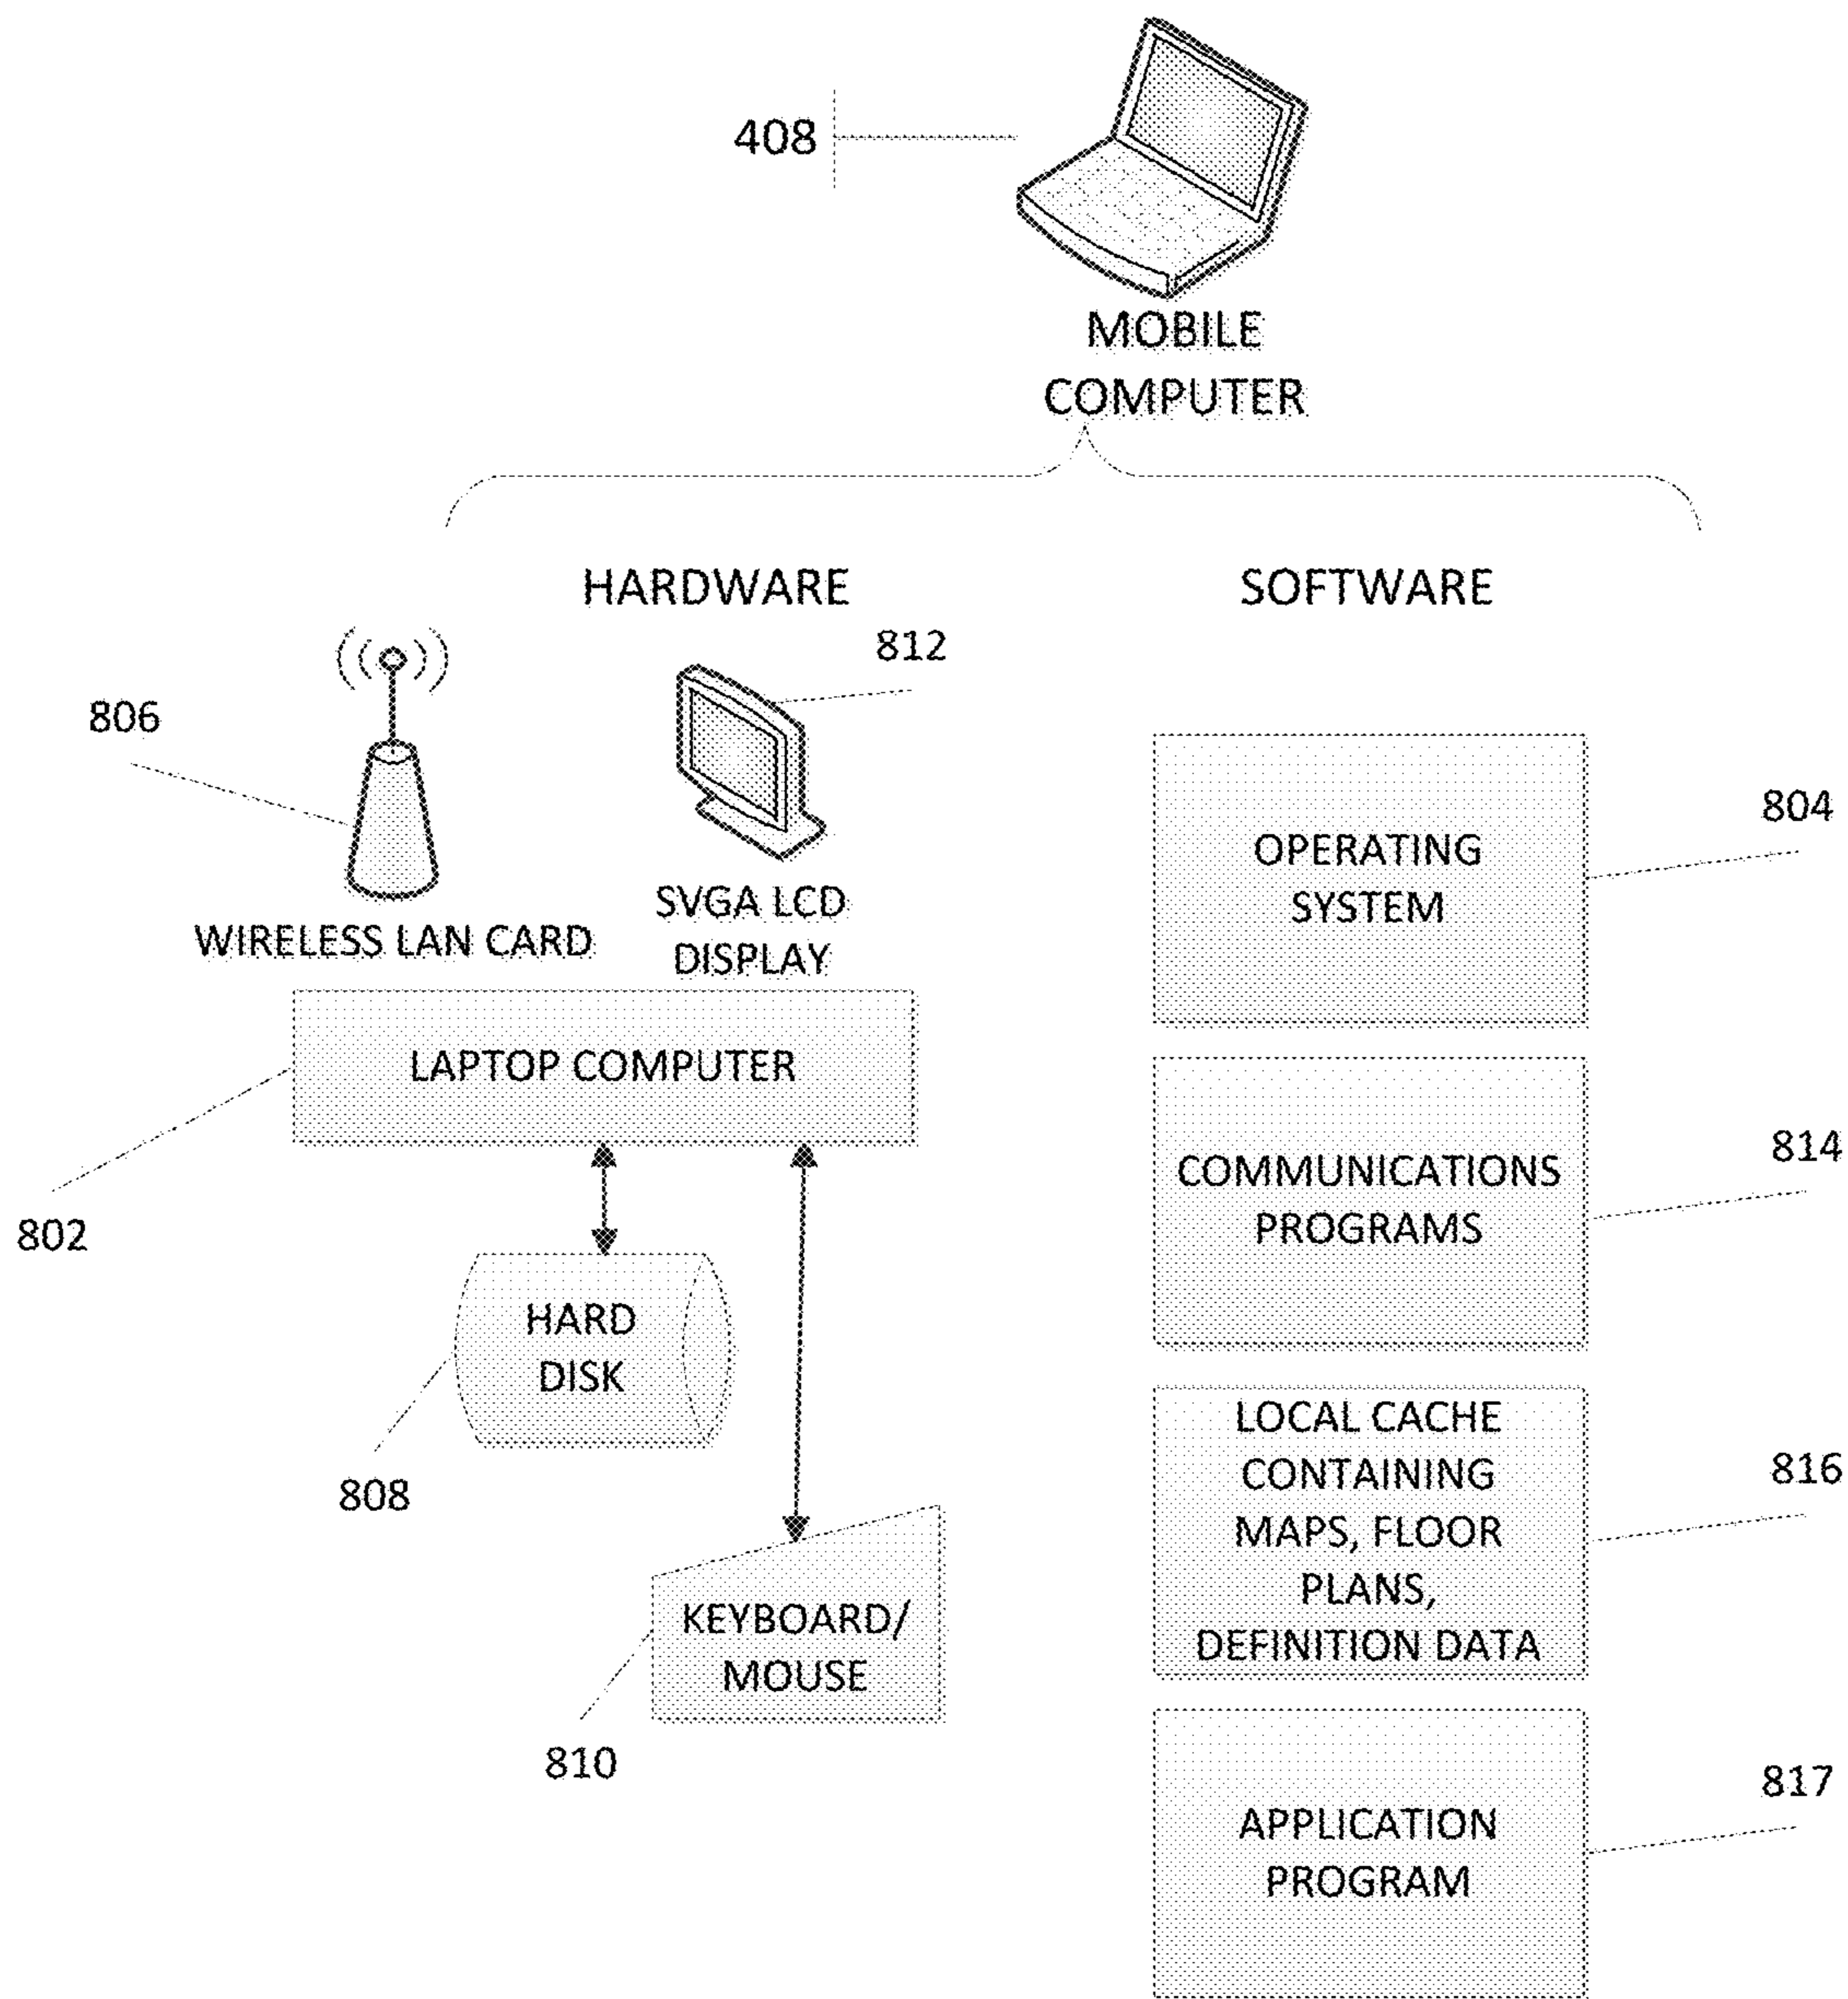 408
MOBILE
COMPUTER
HARDWARE
SOFTWARE
812
806
804
SVGA LCD
DISPLAY
WIRELESS LAN CARD
OPERATING
SYSTEM
LAPTOP COMPUTER
802
814
COMMUNICATIONS
PROGRAMS
HARD
DISK
808
816
LOCAL CACHE
CONTAINING
MAPS, FLOOR
PLANS,
DEFINITION DATA
KEYBOARD/
MOUSE
810
817
APPLICATION
PROGRAM